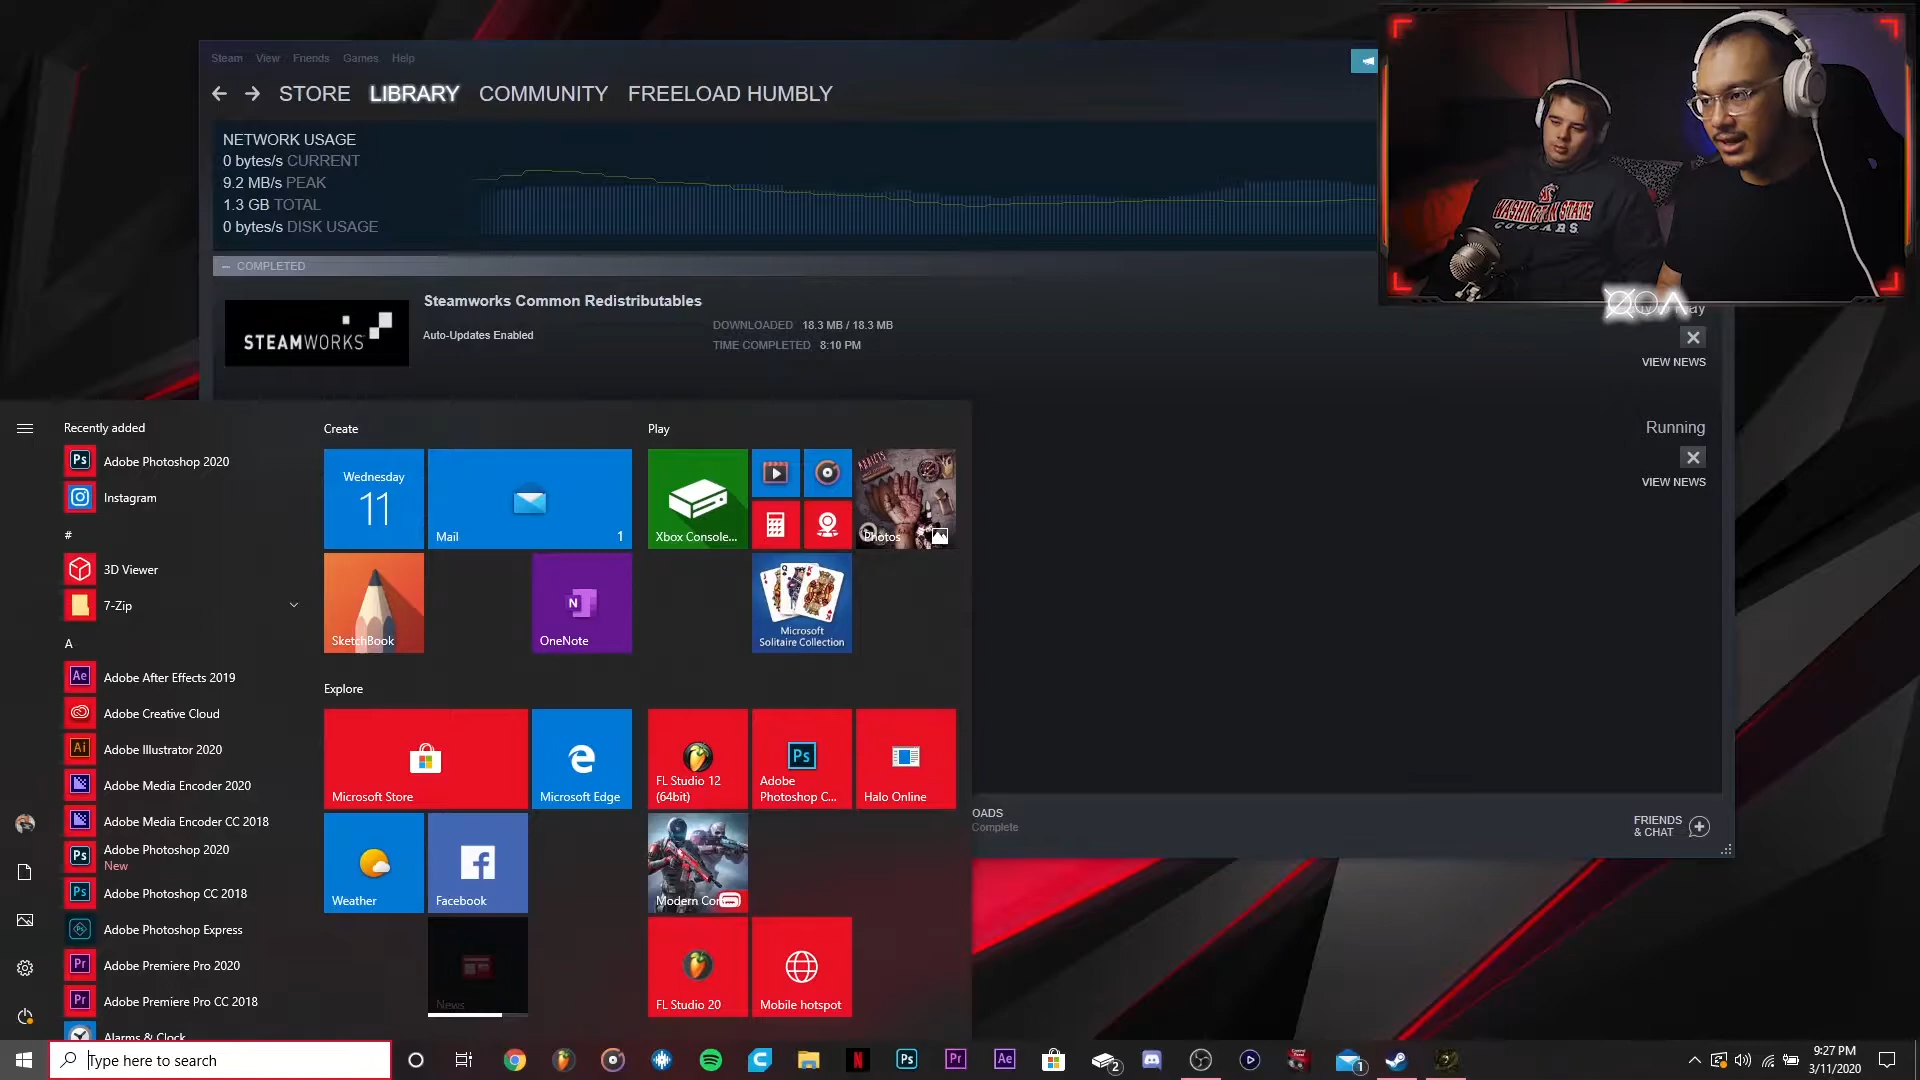 Steam View Friends Games Help
STORE LIBRARY COMMUNITY FREELOAD HUMBLY
NETWORK USAGE
0 bytes/s CURRENT
9.2 MB/s PEAK
1.3 GB TOTAL
0 bytes/s DISK USAGE
COMPLETED
STEAMWORKS
Steamworks Common Redistributables
Auto-Updates Enabled
DOWNLOADED 18.3 MB / 18.3 MB
TIME COMPLETED 8:10 PM
VIEW NEWS
Running
VIEW NEWS
WASHINGTON STATE
COUGARS
Recently added
Adobe Photoshop 2020
Instagram
#
3D Viewer
7-Zip
A
Adobe After Effects 2019
Adobe Creative Cloud
Adobe Illustrator 2020
Adobe Media Encoder 2020
Adobe Media Encoder CC 2018
Adobe Photoshop 2020
New
Adobe Photoshop CC 2018
Adobe Photoshop Express
Adobe Premiere Pro 2020
Adobe Premiere Pro CC 2018
Alarms & Clock
Create
Wednesday
11
Mail 1
SketchBook
OneNote
Play
Xbox Console...
Photos
Microsoft
Solitaire Collection
Explore
Microsoft Store
Microsoft Edge
Weather
Facebook
News
FL Studio 12
(64bit)
Adobe
Photoshop C...
Halo Online
Modern Co
FL Studio 20
Mobile hotspot
OADS
Complete
FRIENDS
& CHAT
Type here to search
2
1
9:27 PM
3/11/2020